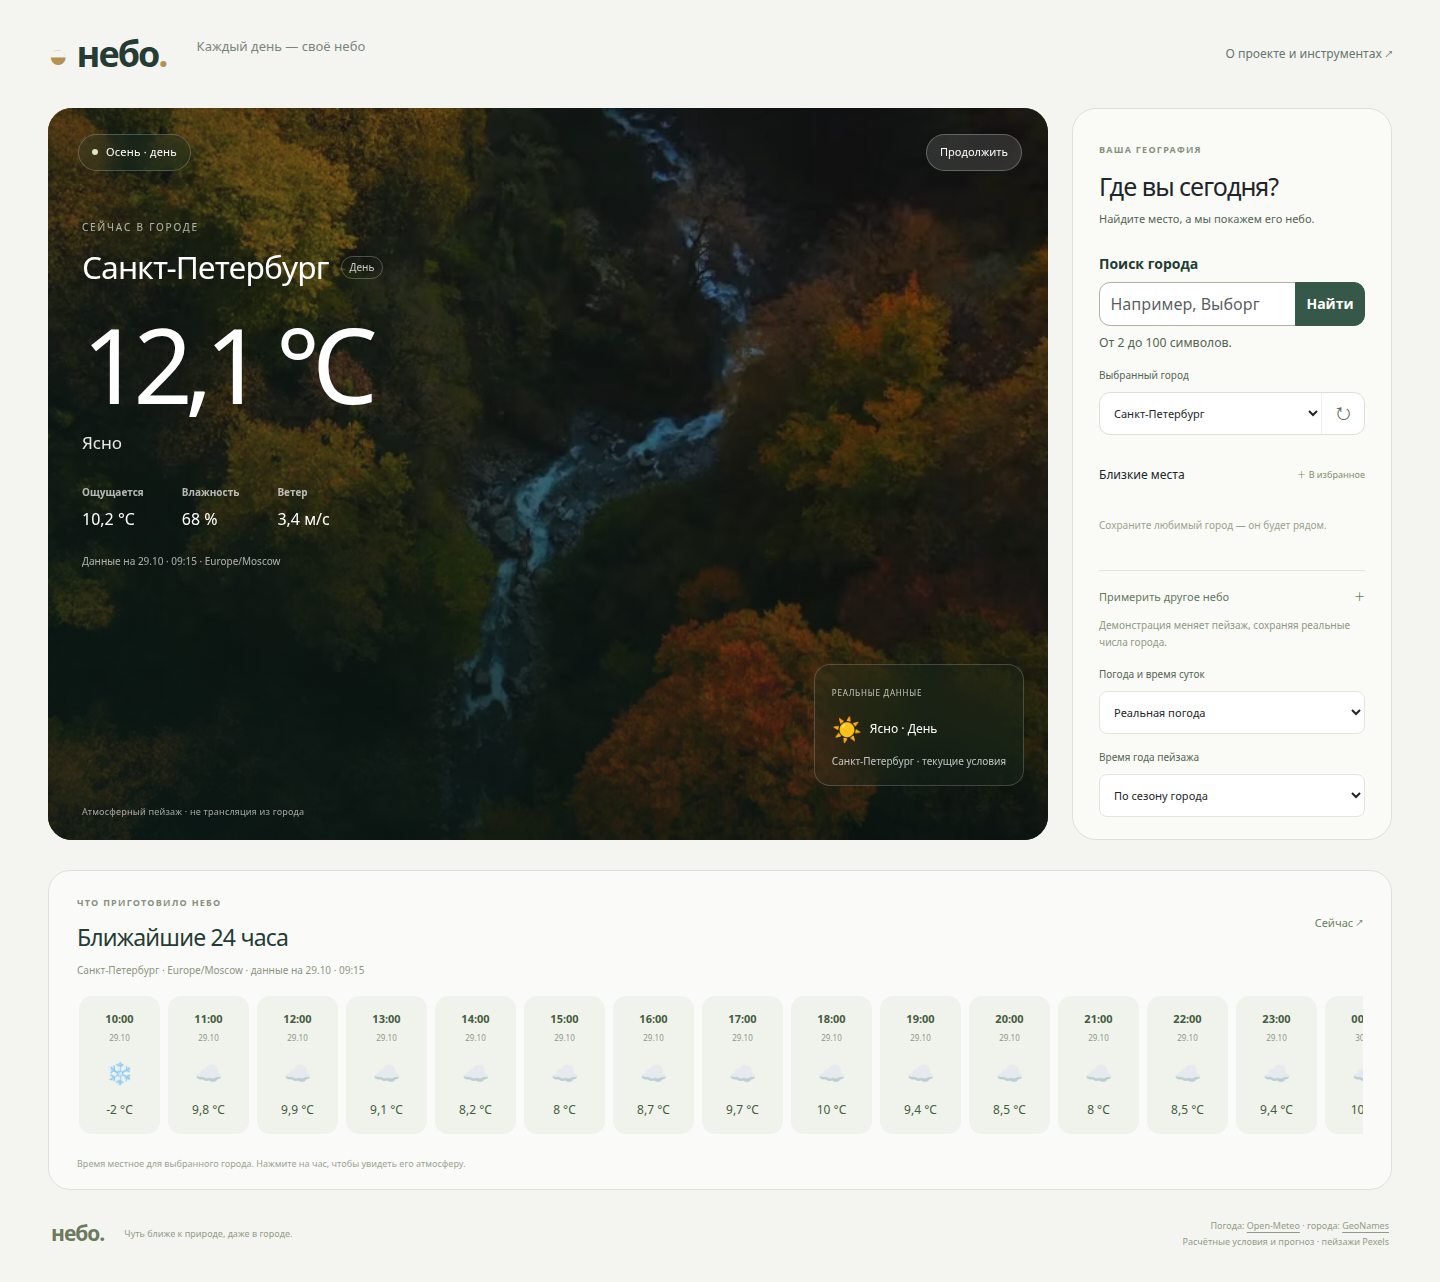 небо.
Каждый день — своё небо
О проекте и инструментах ↗
Осень · день
Продолжить
СЕЙЧАС В ГОРОДЕ
Санкт-Петербург
День
12,1 °C
Ясно
Ощущается Влажность Ветер
10,2 °C 68 % 3,4 м/с
Данные на 29.10 · 09:15 · Europe/Moscow
РЕАЛЬНЫЕ ДАННЫЕ
Ясно · День
Санкт-Петербург · текущие условия
Атмосферный пейзаж · не трансляция из города
ВАША ГЕОГРАФИЯ
Где вы сегодня?
Найдите место, а мы покажем его небо.
Поиск города
Например, Выборг
Найти
От 2 до 100 символов.
Выбранный город
Санкт-Петербург
Близкие места
+ В избранное
Сохраните любимый город — он будет рядом.
Примерить другое небо +
Демонстрация меняет пейзаж, сохраняя реальные
числа города.
Погода и время суток
Реальная погода
Время года пейзажа
По сезону города
ЧТО ПРИГОТОВИЛО НЕБО
Ближайшие 24 часа
Сейчас ↗
Санкт-Петербург · Europe/Moscow · данные на 29.10 · 09:15
10:00 11:00 12:00 13:00 14:00 15:00 16:00 17:00 18:00 19:00 20:00 21:00 22:00 23:00 00
29.10 29.10 29.10 29.10 29.10 29.10 29.10 29.10 29.10 29.10 29.10 29.10 29.10 29.10 30
-2 °C 9,8 °C 9,9 °C 9,1 °C 8,2 °C 8 °C 8,7 °C 9,7 °C 10 °C 9,4 °C 8,5 °C 8 °C 8,5 °C 9,4 °C 10
Время местное для выбранного города. Нажмите на час, чтобы увидеть его атмосферу.
небо.
Чуть ближе к природе, даже в городе.
Погода: Open-Meteo · города: GeoNames
Расчётные условия и прогноз · пейзажи Pexels